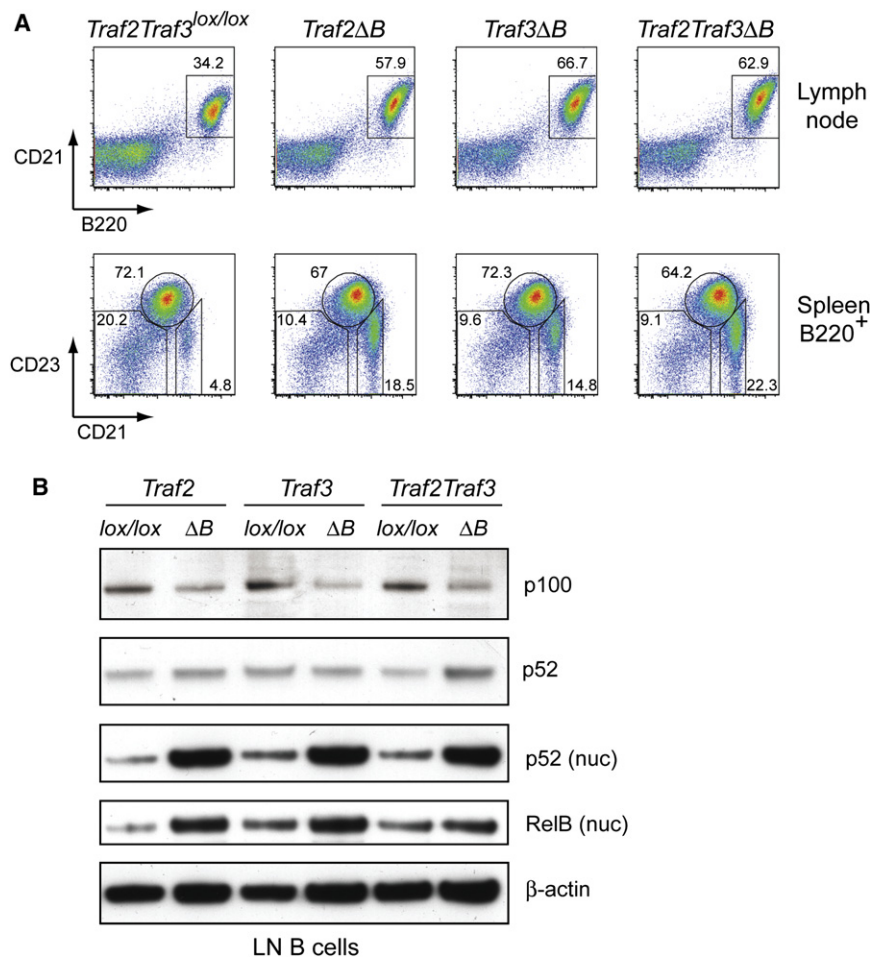 A
Traf2Traf3lox/lox Traf2ΔB Traf3ΔB Traf2Traf3ΔB
34.2 57.9 66.7 62.9
Lymph
node
CD21
B220
72.1 67 72.3 64.2
20.2 10.4 9.6 9.1
4.8 18.5 14.8 22.3
Spleen
B220+
CD23
CD21
B
Traf2 Traf3 Traf2Traf3
lox/lox ΔB lox/lox ΔB lox/lox ΔB
p100
p52
p52 (nuc)
RelB (nuc)
β-actin
LN B cells